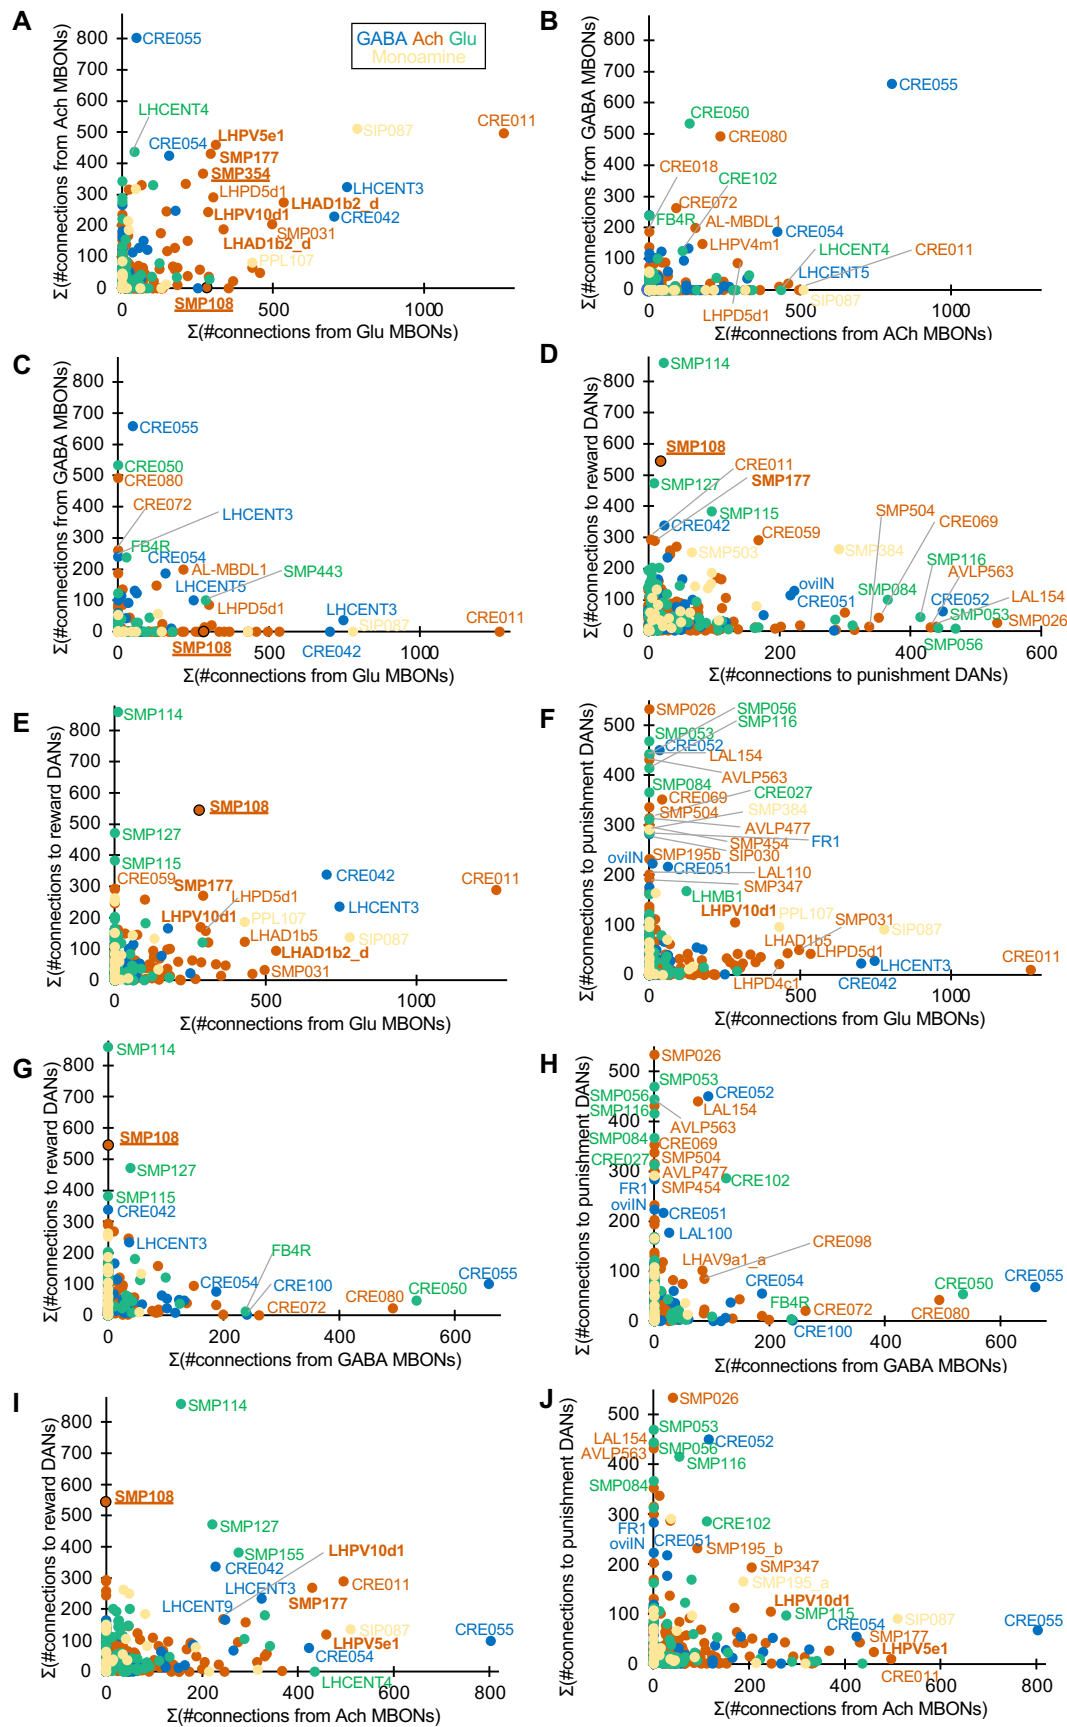 A
Σ(#connections from Ach MBONs)
800
700
600
500
400
300
200
100
0
0
500
1000
Σ(#connections from Glu MBONs)
GABA Ach Glu
Monoamine
CRE055
LHCENT4
CRE054
LHPV5e1
SMP177
SMP354
LHPD5d1
LHPV10d1
LHAD1b2_d
SIP087
CRE011
LHCENT3
LHAD1b2_d
CRE042
SMP031
PPL107
SMP108
B
Σ(#connections from GABA MBONs)
800
700
600
500
400
300
200
100
0
0
500
1000
Σ(#connections from ACh MBONs)
CRE055
CRE050
CRE080
CRE018
CRE102
CRE072
FB4R
AL-MBDL1
LHPV4m1
CRE054
LHCENT4
CRE011
LHCENT5
SIP087
LHPD5d1
C
Σ(#connections from GABA MBONs)
800
700
600
500
400
300
200
100
0
0
500
1000
Σ(#connections from Glu MBONs)
CRE055
CRE050
CRE080
CRE072
LHCENT3
FB4R
CRE054
AL-MBDL1
LHCENT5
SMP443
LHPD5d1
LHCENT3
SIP087
CRE011
SMP108
CRE042
D
Σ(#connections to reward DANs)
800
700
600
500
400
300
200
100
0
0
200
400
600
Σ(#connections to punishment DANs)
SMP114
SMP108
CRE011
SMP177
SMP127
SMP115
CRE042
CRE059
SMP503
SMP384
SMP504
CRE069
SMP116
AVLP563
oviIN
CRE051
SMP084
CRE052
LAL154
SMP053
SMP026
SMP056
E
Σ(#connections to reward DANs)
800
700
600
500
400
300
200
100
0
0
500
1000
Σ(#connections from Glu MBONs)
SMP114
SMP108
SMP127
SMP115
CRE059
SMP177
LHPD5d1
CRE042
CRE011
LHCENT3
LHPV10d1
PPL107
LHAD1b5
SIP087
LHAD1b2_d
SMP031
F
Σ(#connections to punishment DANs)
500
400
300
200
100
0
0
500
1000
Σ(#connections from Glu MBONs)
SMP026
SMP056
SMP116
SMP053
CRE052
LAL154
AVLP563
SMP084
CRE027
CRE069
SMP384
SMP504
AVLP477
SMP454
FR1
SIP030
SMP195b
oviIN
CRE051
LAL110
SMP347
LHMB1
LHPV10d1
PPL107
SMP031
SIP087
LHAD1b5
LHPD5d1
LHCENT3
CRE011
LHPD4c1
CRE042
G
Σ(#connections to reward DANs)
800
700
600
500
400
300
200
100
0
0
200
400
600
Σ(#connections from GABA MBONs)
SMP114
SMP108
SMP127
SMP115
CRE042
LHCENT3
FB4R
CRE054
CRE100
CRE072
CRE080
CRE050
CRE055
H
Σ(#connections to punishment DANs)
500
400
300
200
100
0
0
200
400
600
Σ(#connections from GABA MBONs)
SMP026
SMP053
SMP056
CRE052
SMP116
LAL154
AVLP563
SMP084
CRE069
SMP504
CRE027
AVLP477
SMP454
FR1
CRE102
oviIN
CRE051
LAL100
CRE098
LHAV9a1_a
CRE054
FB4R
CRE072
CRE100
CRE080
CRE050
CRE055
I
Σ(#connections to reward DANs)
800
700
600
500
400
300
200
100
0
0
200
400
600
800
Σ(#connections from Ach MBONs)
SMP114
SMP108
SMP127
SMP155
LHPV10d1
CRE042
LHCENT3
CRE011
SMP177
LHCENT9
SIP087
LHPV5e1
CRE055
CRE054
LHCENT4
J
Σ(#connections to punishment DANs)
500
400
300
200
100
0
0
200
400
600
800
Σ(#connections from Ach MBONs)
SMP026
SMP053
LAL154
CRE052
AVLP563
SMP056
SMP116
SMP084
FR1
CRE102
oviIN
CRE051
SMP195_b
SMP347
SMP195_a
LHPV10d1
SMP115
SIP087
CRE054
CRE055
SMP177
LHPV5e1
CRE011